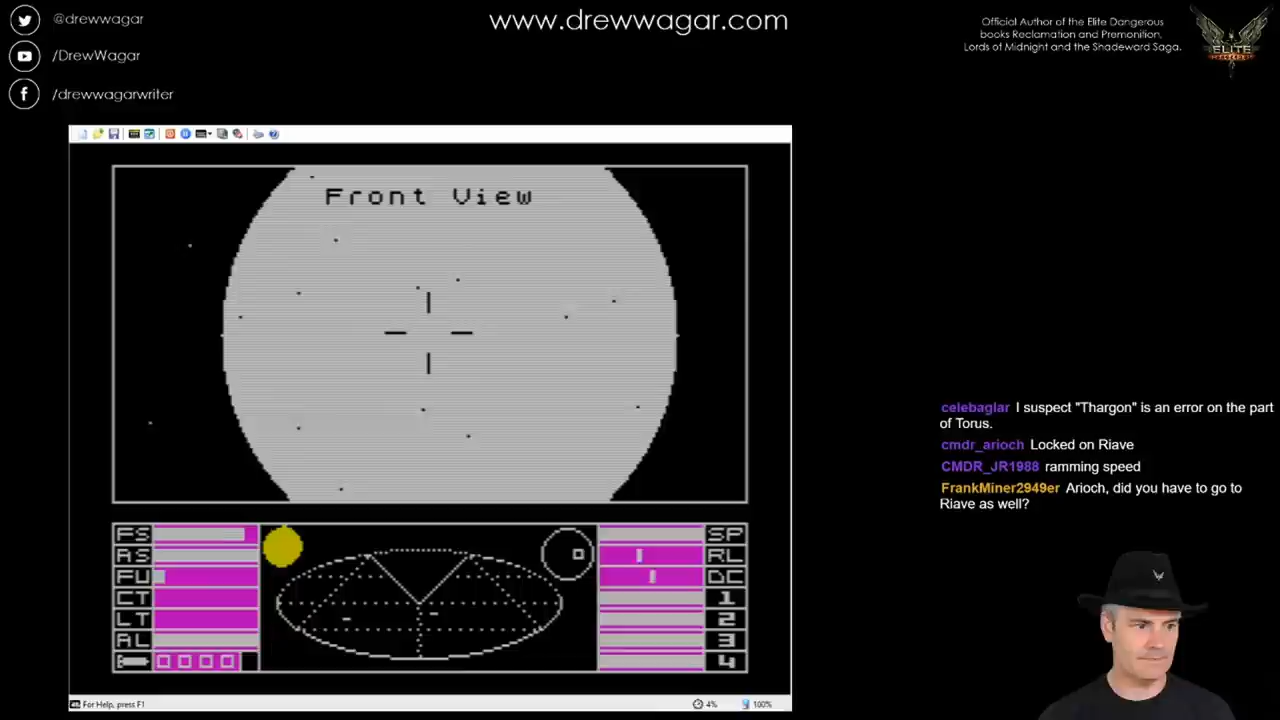 @drewwagar
/DrewWagar
/drewwagarwriter
www.drewwagar.com
Official Author of the Elite Dangerous
books Reclamation and Premonition,
Lords of Midnight and the Shadeward Saga.
ELITE
Front View
FS
AS
FU
CT
LT
AL
SP
RL
DC
1
2
3
4
For Help, press F1
4%
100%
celebaglar I suspect "Thargon" is an error on the part
of Torus.
cmdr_arioch Locked on Riave
CMDR_JR1988 ramming speed
FrankMiner2949er Arioch, did you have to go to
Riave as well?